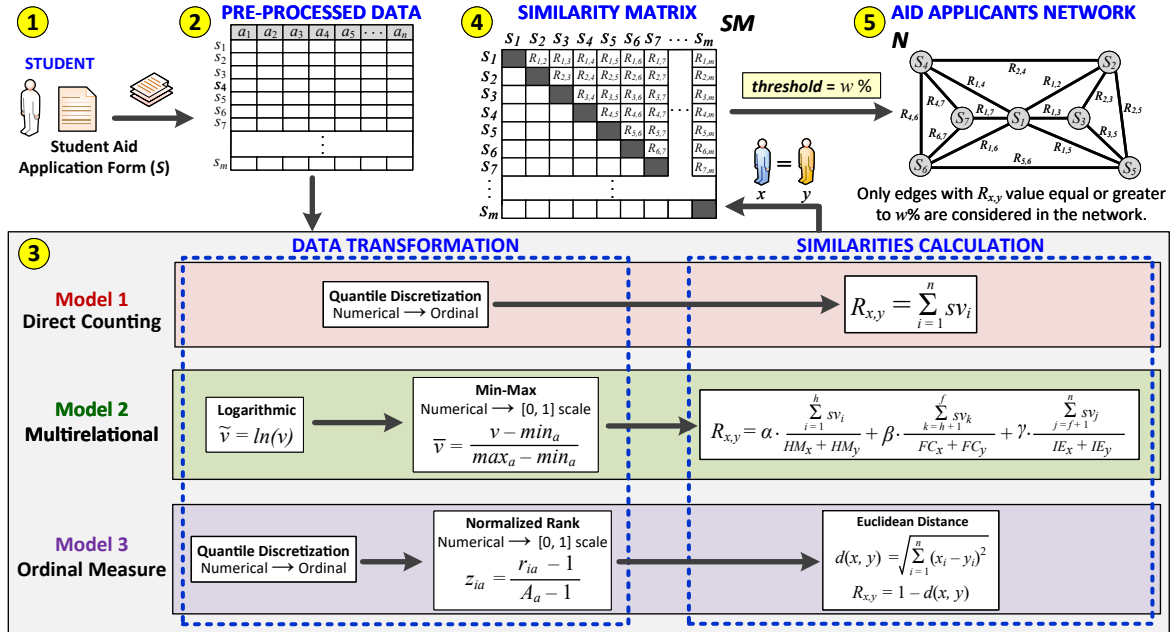 1
STUDENT
Student Aid
Application Form (S)
2
PRE-PROCESSED DATA
a1 a2 a3 a4 a5 ··· an
s1
s2
s3
s4
s5
s6
s7
⋮
sm
4
SIMILARITY MATRIX
SM
s1 s2 s3 s4 s5 s6 s7 ··· sm
s1 R1,2 R1,3 R1,4 R1,5 R1,6 R1,7 R1,m
s2 R2,3 R2,4 R2,5 R2,6 R2,7 R2,m
s3 R3,4 R3,5 R3,6 R3,7 ··· R3,m
s4 R4,5 R4,6 R4,7 R4,m
s5 R5,6 R5,7 R5,m
s6 R6,7 R6,m
s7 R7,m
⋮
sm
threshold = w %
x = y
5
AID APPLICANTS NETWORK
N
S4 S2
R2,4
R1,4 R1,2
R4,7 R2,3 R2,5
R4,6 S7 R1,7 S1 R1,3 S3
R6,7 R3,5
R1,6 R1,5
S6 R5,6 S5
Only edges with Rx,y value equal or greater
to w% are considered in the network.
3
DATA TRANSFORMATION
SIMILARITIES CALCULATION
Model 1
Direct Counting
Quantile Discretization
Numerical → Ordinal
Rx,y = ∑ i = 1 n svi
Model 2
Multirelational
Logarithmic
ṽ = ln(v)
Min-Max
Numerical → [0, 1] scale
v̅ = (v – mina) / (maxa – mina)
Rx,y = α · (∑ i = 1 h svi) / (HMx + HMy) + β · (∑ k = h + 1 f svk) / (FCx + FCy) + γ · (∑ j = f + 1 n svj) / (IEx + IEy)
Model 3
Ordinal Measure
Quantile Discretization
Numerical → Ordinal
Normalized Rank
Numerical → [0, 1] scale
zia = (ria – 1) / (Aa – 1)
Euclidean Distance
d(x, y) = √ ∑ i = 1 n (xi – yi)2
Rx,y = 1 – d(x, y)